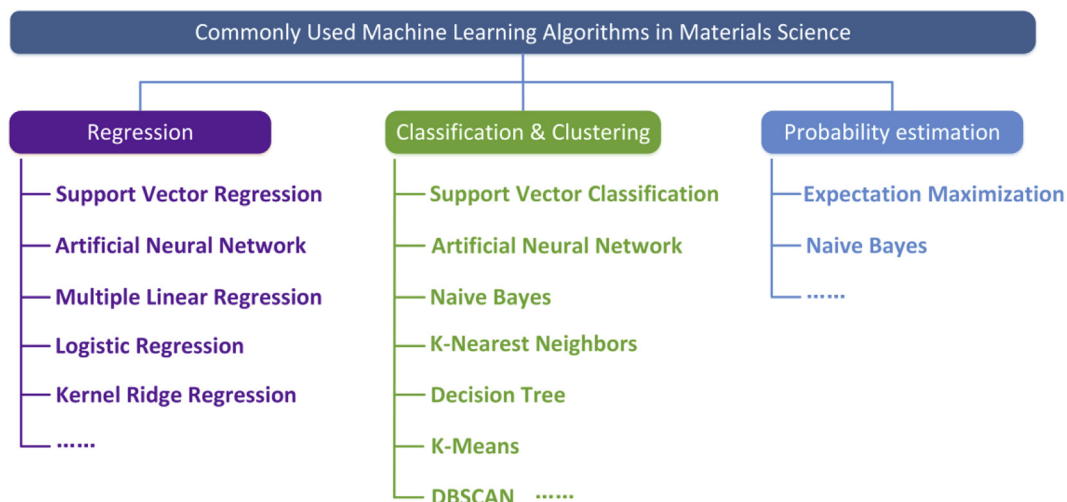 Commonly Used Machine Learning Algorithms in Materials Science
Regression
Support Vector Regression
Artificial Neural Network
Multiple Linear Regression
Logistic Regression
Kernel Ridge Regression
······
Classification & Clustering
Support Vector Classification
Artificial Neural Network
Naive Bayes
K-Nearest Neighbors
Decision Tree
K-Means
DBSCAN ······
Probability estimation
Expectation Maximization
Naive Bayes
······